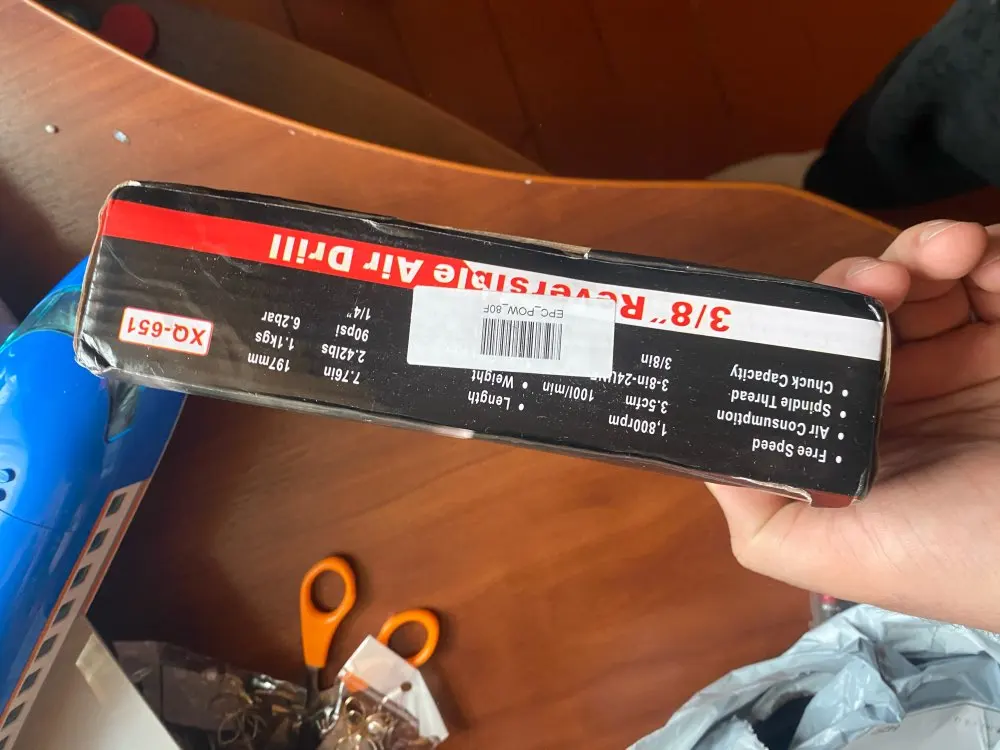 • Free Speed 1,800rpm • Length 7.76in 197mm
• Air Consumption 3.5cfm 100l/min • Weight 2.42lbs 1.1kgs
• Spindle Thread 3-8in-24UNF 90psi 6.2bar
• Chuck Capacity 3/8in 1/4"
XQ-651
EPC_POW_80F
3/8″ Reversible Air Drill